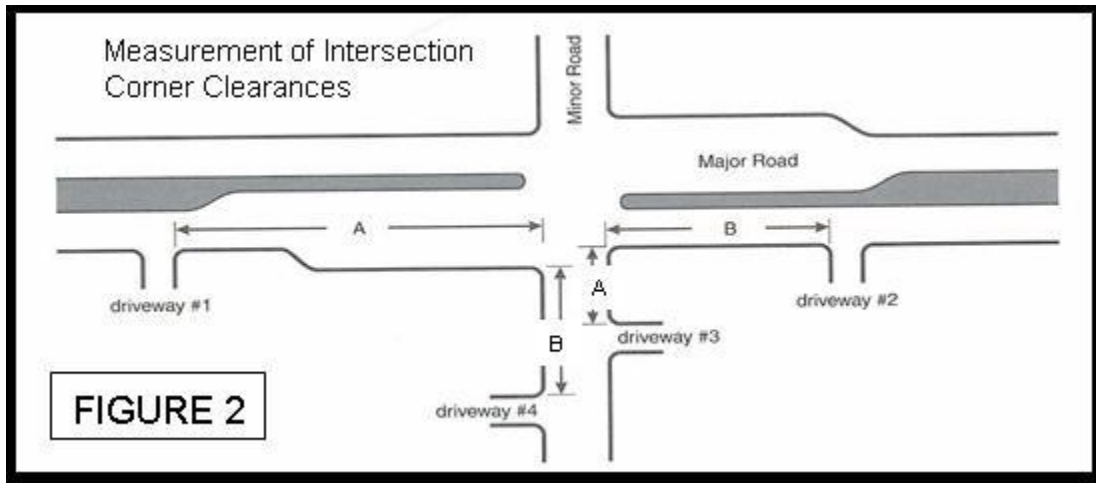 Measurement of Intersection
Corner Clearances
Minor Road
Major Road
A
B
driveway #1
A
driveway #2
B
driveway #3
FIGURE 2
driveway #4